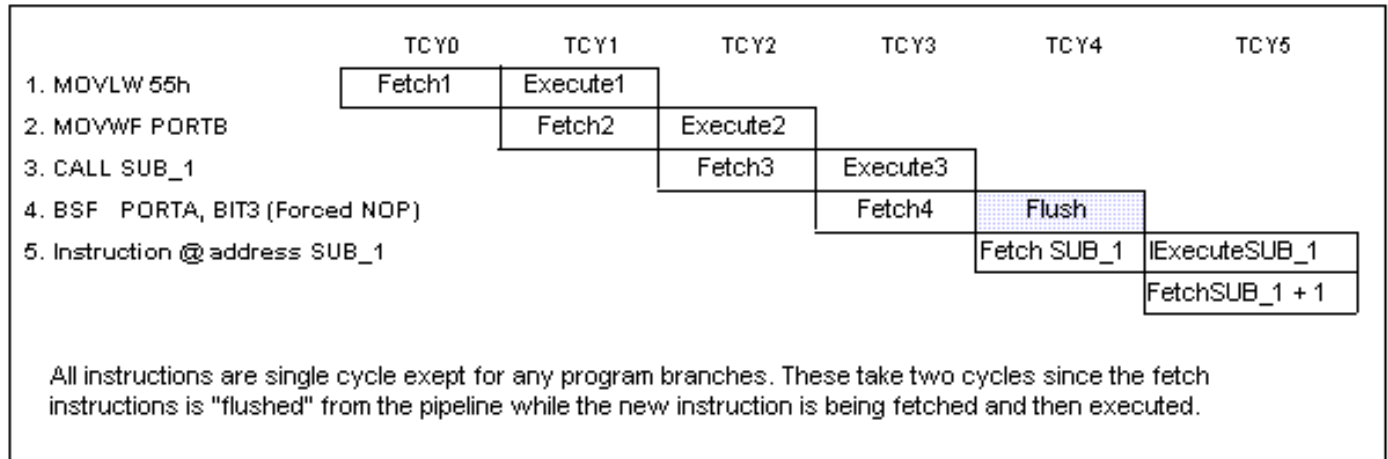 TCY0 TCY1 TCY2 TCY3 TCY4 TCY5
1. MOVLW 55h Fetch1 Execute1
2. MOVWF PORTB Fetch2 Execute2
3. CALL SUB_1 Fetch3 Execute3
4. BSF PORTA, BIT3 (Forced NOP) Fetch4 Flush
5. Instruction @ address SUB_1 Fetch SUB_1 IExecuteSUB_1
FetchSUB_1 + 1
All instructions are single cycle exept for any program branches. These take two cycles since the fetch
instructions is "flushed" from the pipeline while the new instruction is being fetched and then executed.